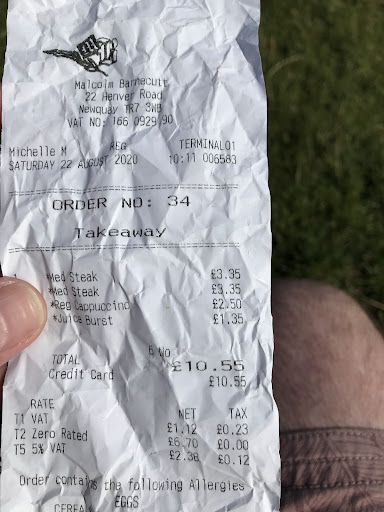 Malcolm Barnecutt
22 Henver Road
Newquay TR7 3NB
VAT NO: 166 0929 90
Michelle M REG TERMINAL01
SATURDAY 22 AUGUST 2020 10:11 006583
ORDER NO: 34
Takeaway
*Med Steak £3.35
*Med Steak £3.35
*Reg Cappuccino £2.50
*Juice Burst £1.35
6 No
TOTAL £10.55
Credit Card £10.55
RATE NET TAX
T1 VAT £1.12 £0.23
T2 Zero Rated £6.70 £0.00
T5 5% VAT £2.38 £0.12
Order contains the following Allergies
EGGS